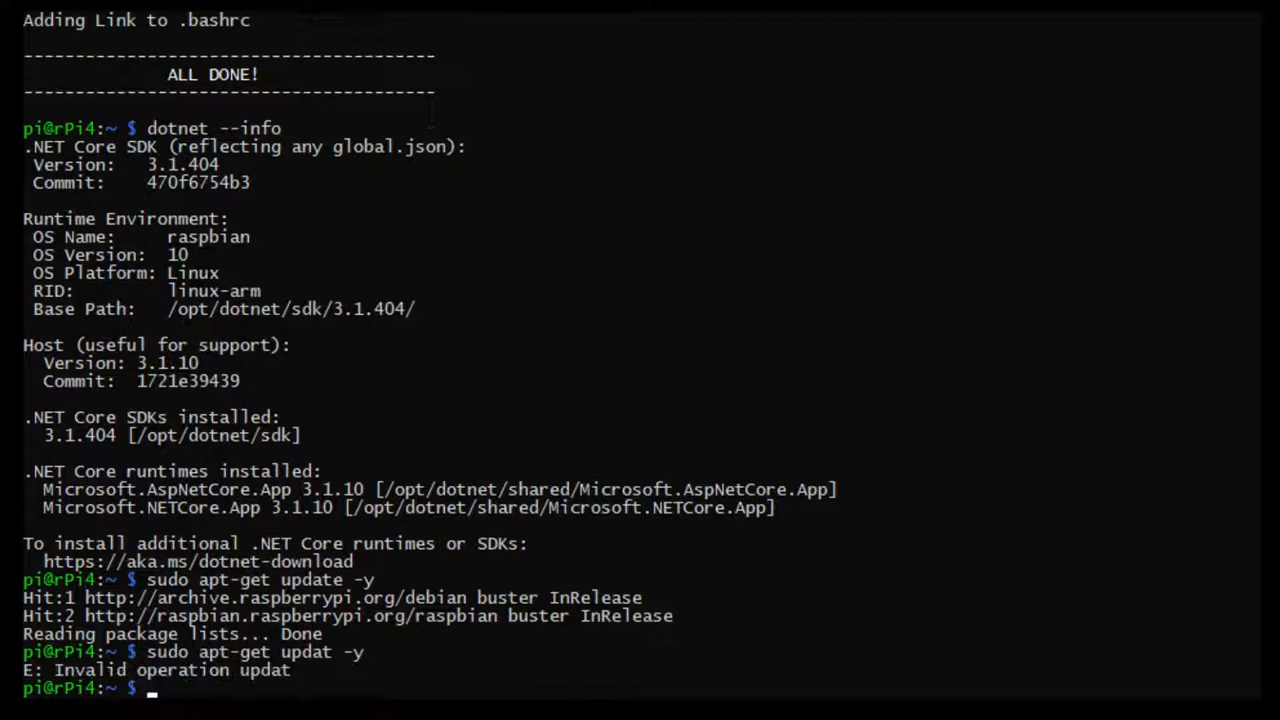 Adding Link to .bashrc
----------------------------------------
ALL DONE!
----------------------------------------
pi@rPi4:~ $ dotnet --info
.NET Core SDK (reflecting any global.json):
Version: 3.1.404
Commit: 470f6754b3
Runtime Environment:
OS Name: raspbian
OS Version: 10
OS Platform: Linux
RID: linux-arm
Base Path: /opt/dotnet/sdk/3.1.404/
Host (useful for support):
Version: 3.1.10
Commit: 1721e39439
.NET Core SDKs installed:
3.1.404 [/opt/dotnet/sdk]
.NET Core runtimes installed:
Microsoft.AspNetCore.App 3.1.10 [/opt/dotnet/shared/Microsoft.AspNetCore.App]
Microsoft.NETCore.App 3.1.10 [/opt/dotnet/shared/Microsoft.NETCore.App]
To install additional .NET Core runtimes or SDKs:
https://aka.ms/dotnet-download
pi@rPi4:~ $ sudo apt-get update -y
Hit:1 http://archive.raspberrypi.org/debian buster InRelease
Hit:2 http://raspbian.raspberrypi.org/raspbian buster InRelease
Reading package lists... Done
pi@rPi4:~ $ sudo apt-get updat -y
E: Invalid operation updat
pi@rPi4:~ $